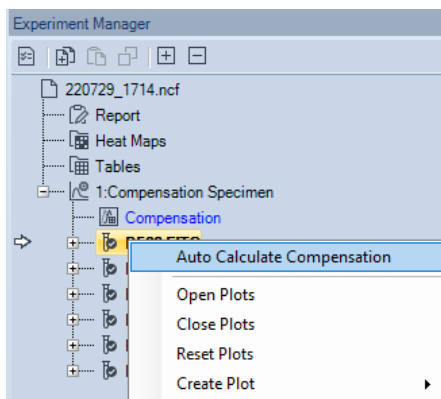 Experiment Manager
220729_1714.ncf
Report
Heat Maps
Tables
1:Compensation Specimen
Compensation
Auto Calculate Compensation
Open Plots
Close Plots
Reset Plots
Create Plot